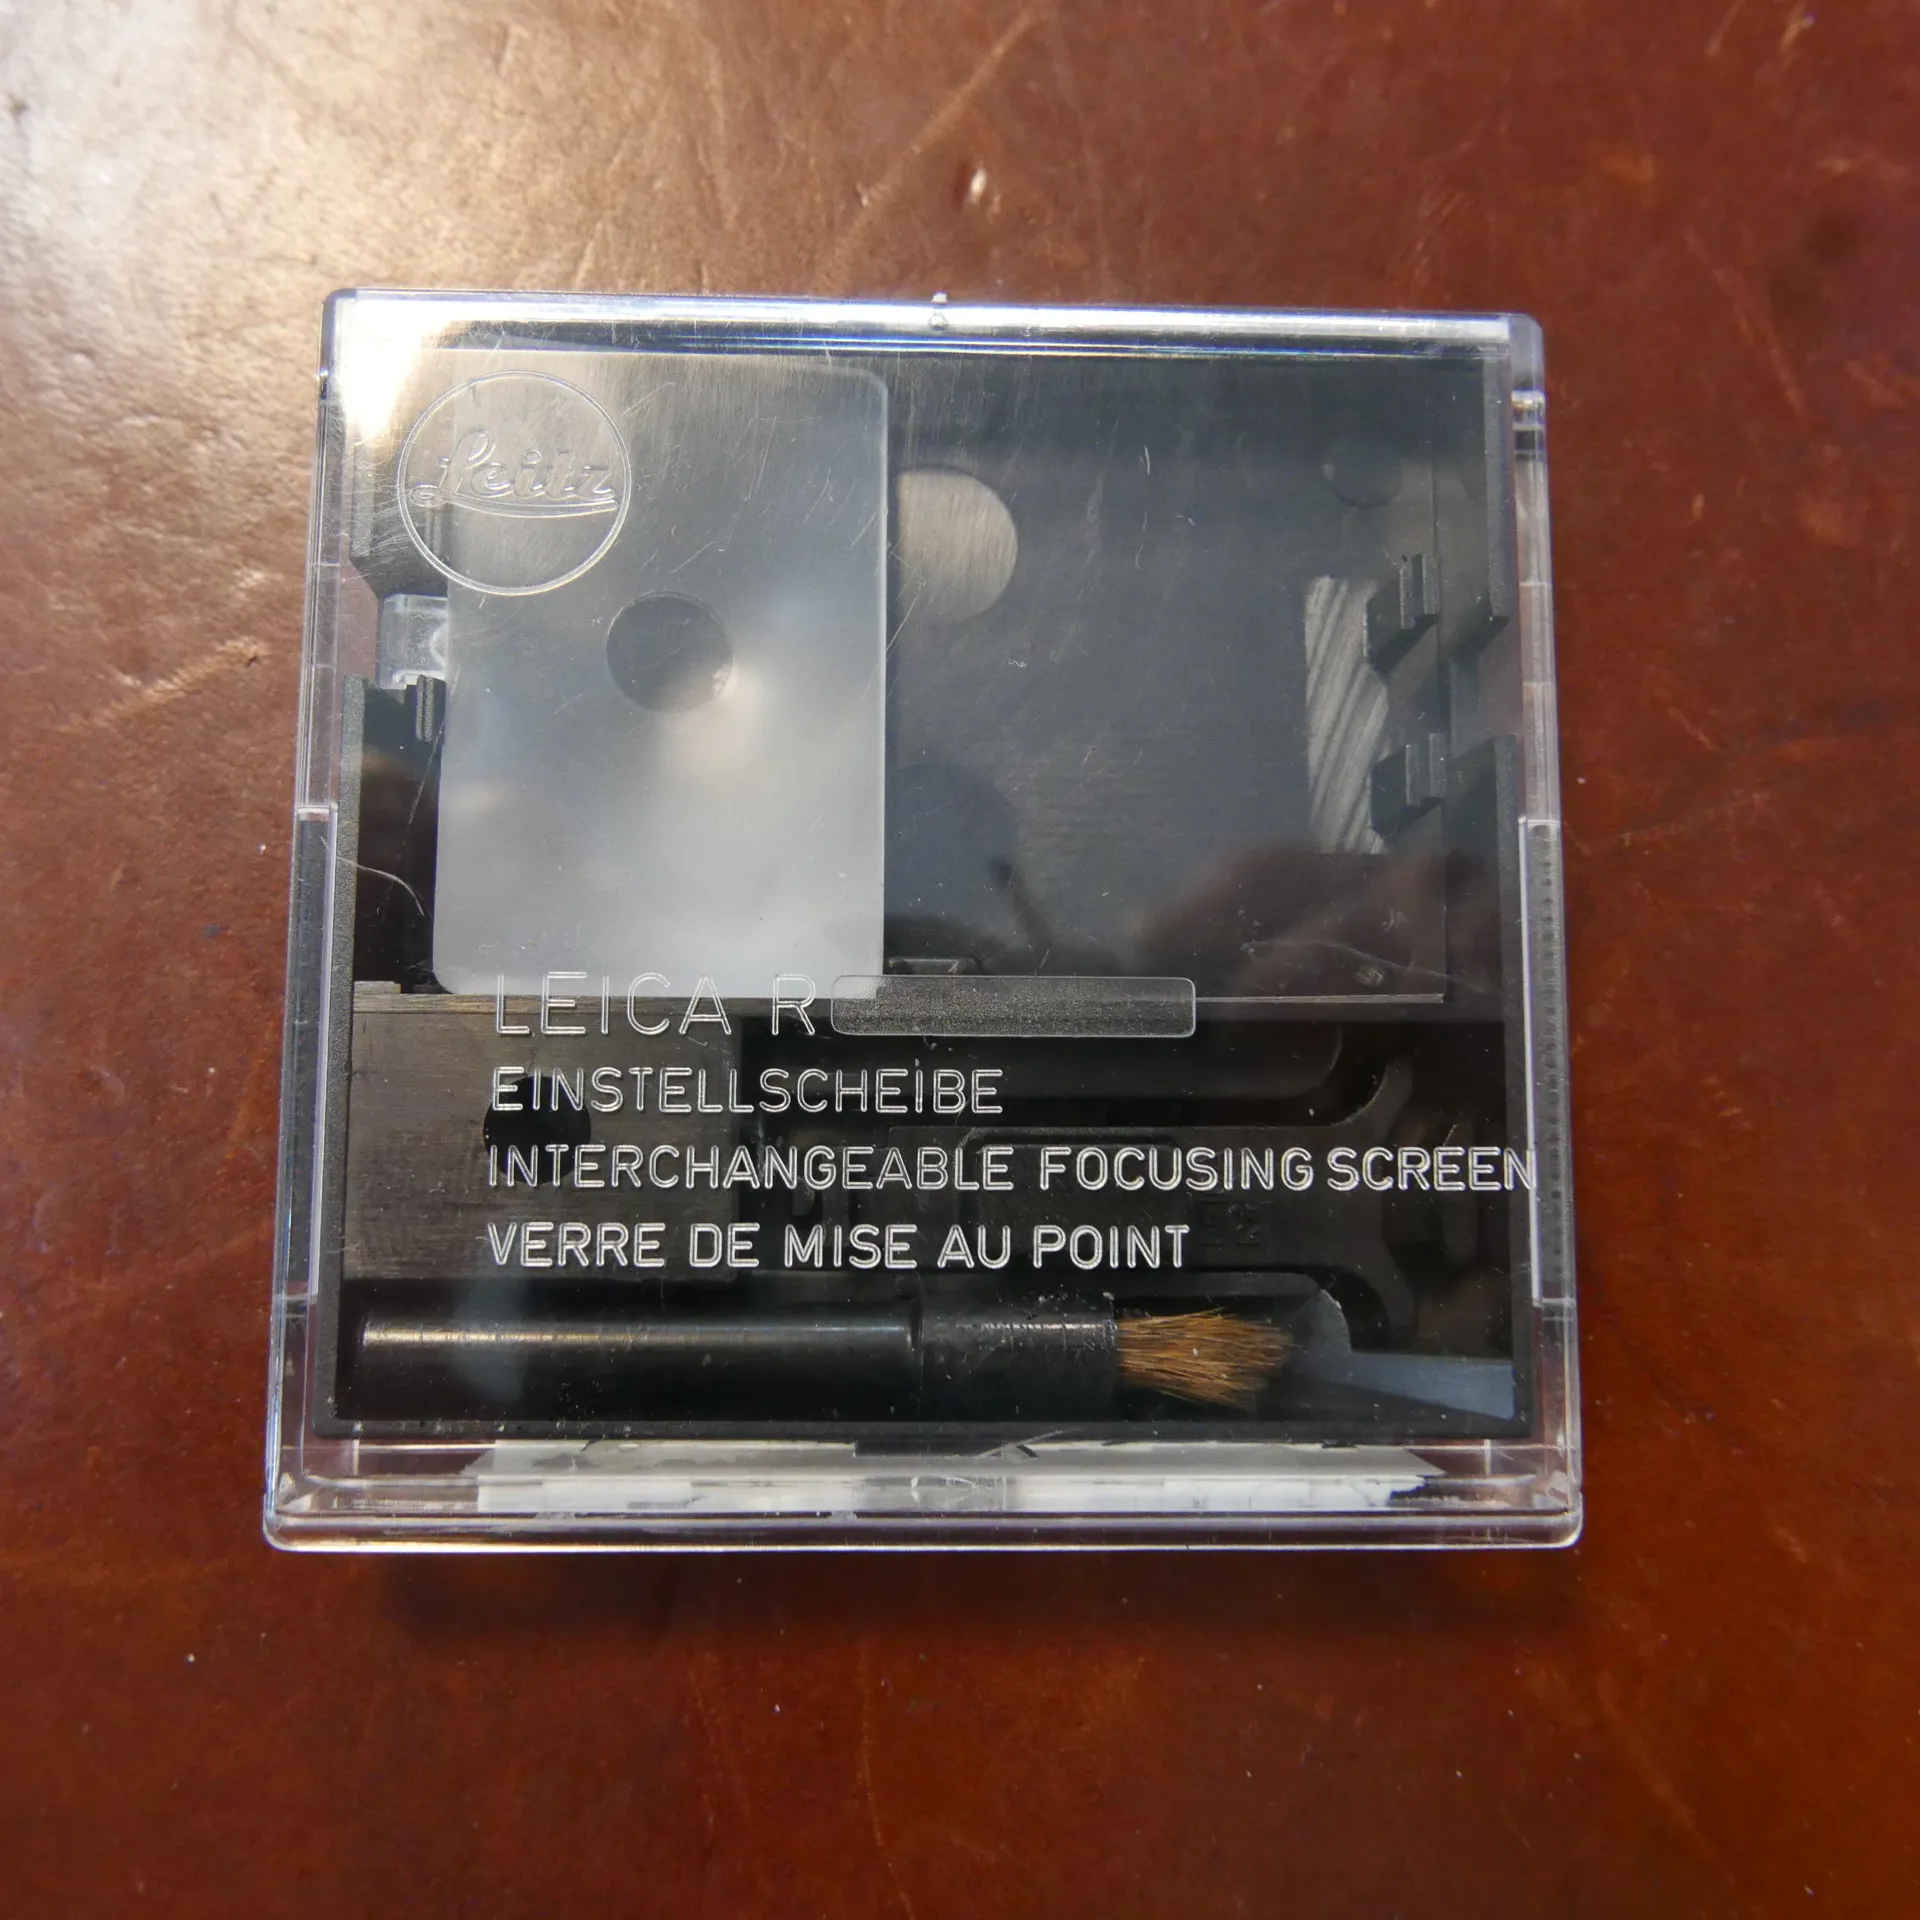 Leitz
LEICA R
EINSTELLSCHEIBE
INTERCHANGEABLE FOCUSING SCREEN
VERRE DE MISE AU POINT